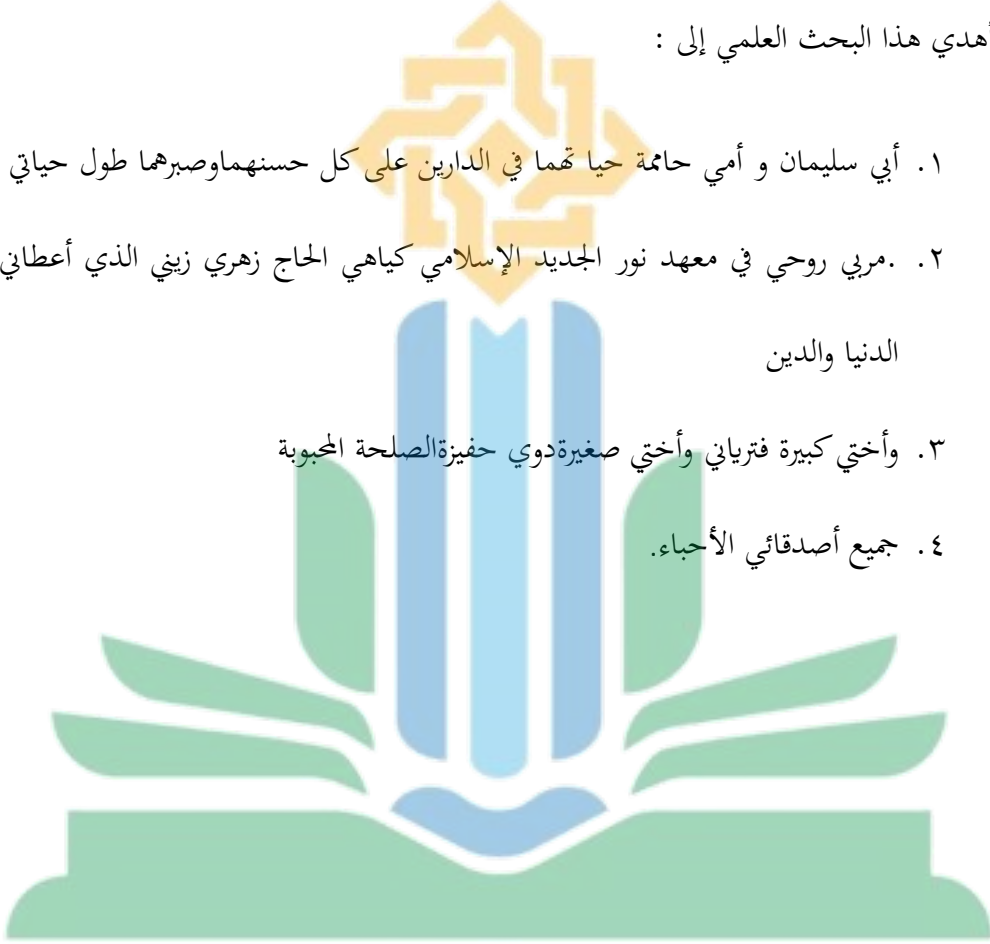 أهدي هذا البحث العلمي إلى :
١. أبي سليمان و أمي حاممة حيا تهما في الدارين على كل حسنهماوصبرهما طول حياتي
٢. .مربي روحي في معهد نور الجديد الإسلامي كياهي الحاج زهري زيني الذي أعطاني
الدنيا والدين
٣. وأختي كبيرة فترياني وأختي صغيرةدوي حفيزةالصلحة المحبوبة
٤. جميع أصدقائي الأحباء.